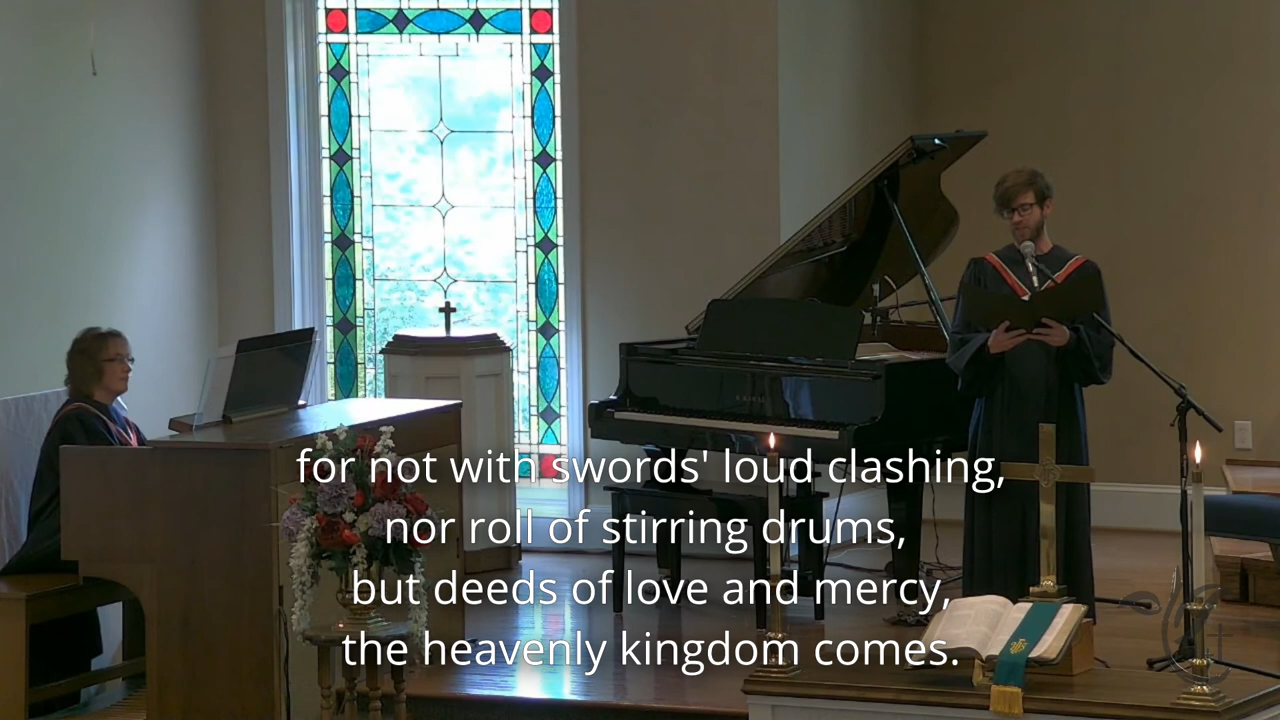 for not with swords' loud clashing,
nor roll of stirring drums,
but deeds of love and mercy,
the heavenly kingdom comes.